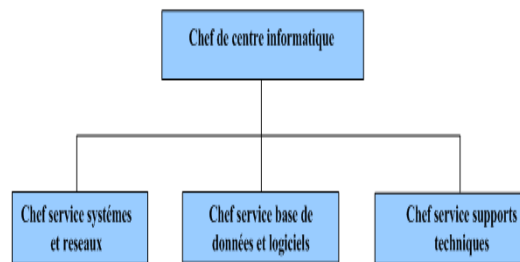 Chef de centre informatique
Chef service systémes
et reseaux
Chef service base de
données et logiciels
Chef service supports
techniques